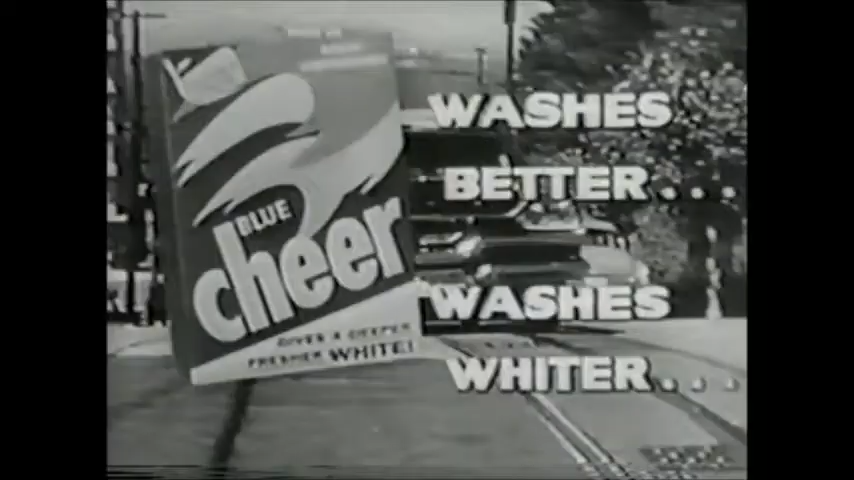 BLUE
cheer
GIVES A DEEPER
FRESHER WHITE!
WASHES
BETTER...
WASHES
WHITER...